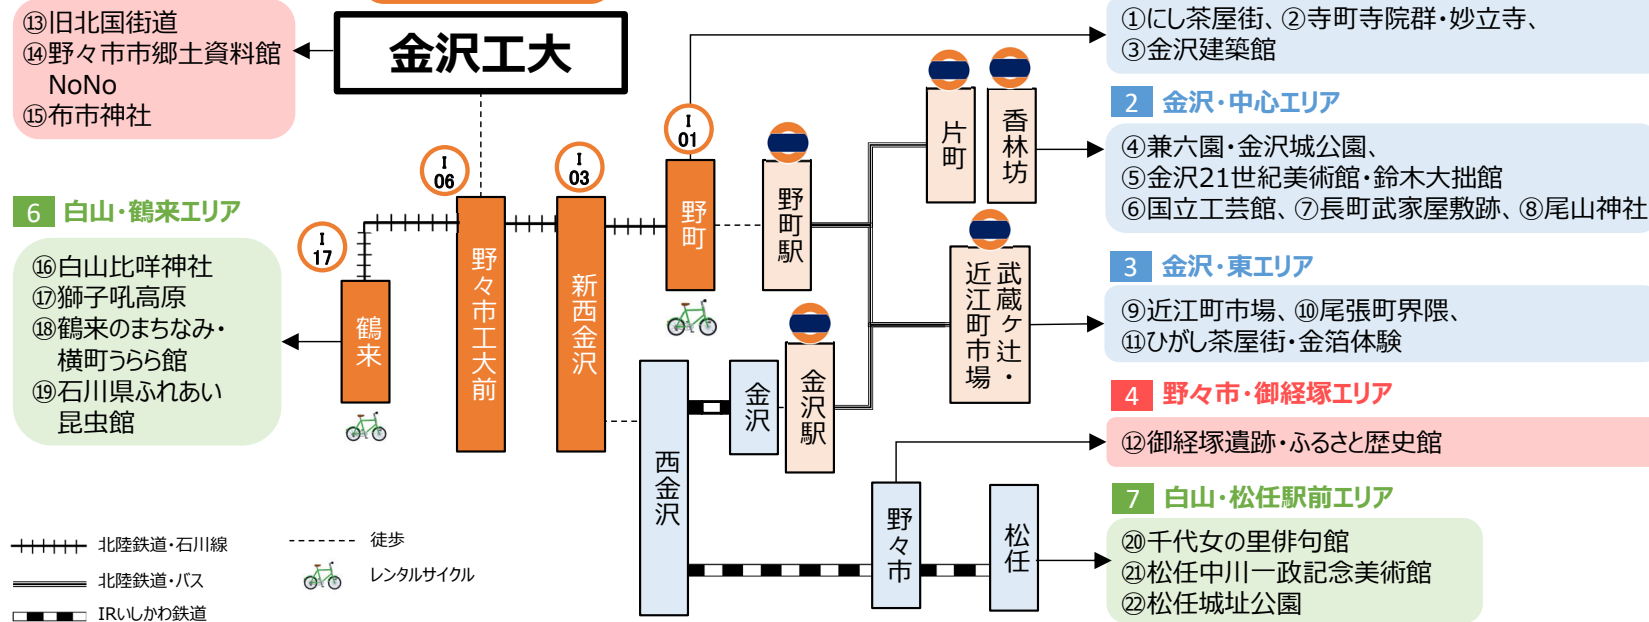 ⑬旧北国街道
⑭野々市市郷土資料館
NoNo
⑮布市神社
金沢工大
①にし茶屋街、②寺町寺院群・妙立寺、
③金沢建築館
2 金沢・中心エリア
④兼六園・金沢城公園、
⑤金沢21世紀美術館・鈴木大拙館
⑥国立工芸館、⑦長町武家屋敷跡、⑧尾山神社
3 金沢・東エリア
⑨近江町市場、⑩尾張町界隈、
⑪ひがし茶屋街・金箔体験
4 野々市・御経塚エリア
⑫御経塚遺跡・ふるさと歴史館
7 白山・松任駅前エリア
⑳千代女の里俳句館
㉑松任中川一政記念美術館
㉒松任城址公園
6 白山・鶴来エリア
⑯白山比咩神社
⑰獅子吼高原
⑱鶴来のまちなみ・
横町うらら館
⑲石川県ふれあい
昆虫館
I
17
鶴来
I
06
野々市工大前
I
03
新西金沢
I
01
野町
野町駅
片町
香林坊
武蔵ヶ辻・
近江町市場
西金沢
金沢
金沢駅
野々市
松任
北陸鉄道・石川線
北陸鉄道・バス
IRいしかわ鉄道
徒歩
レンタルサイクル